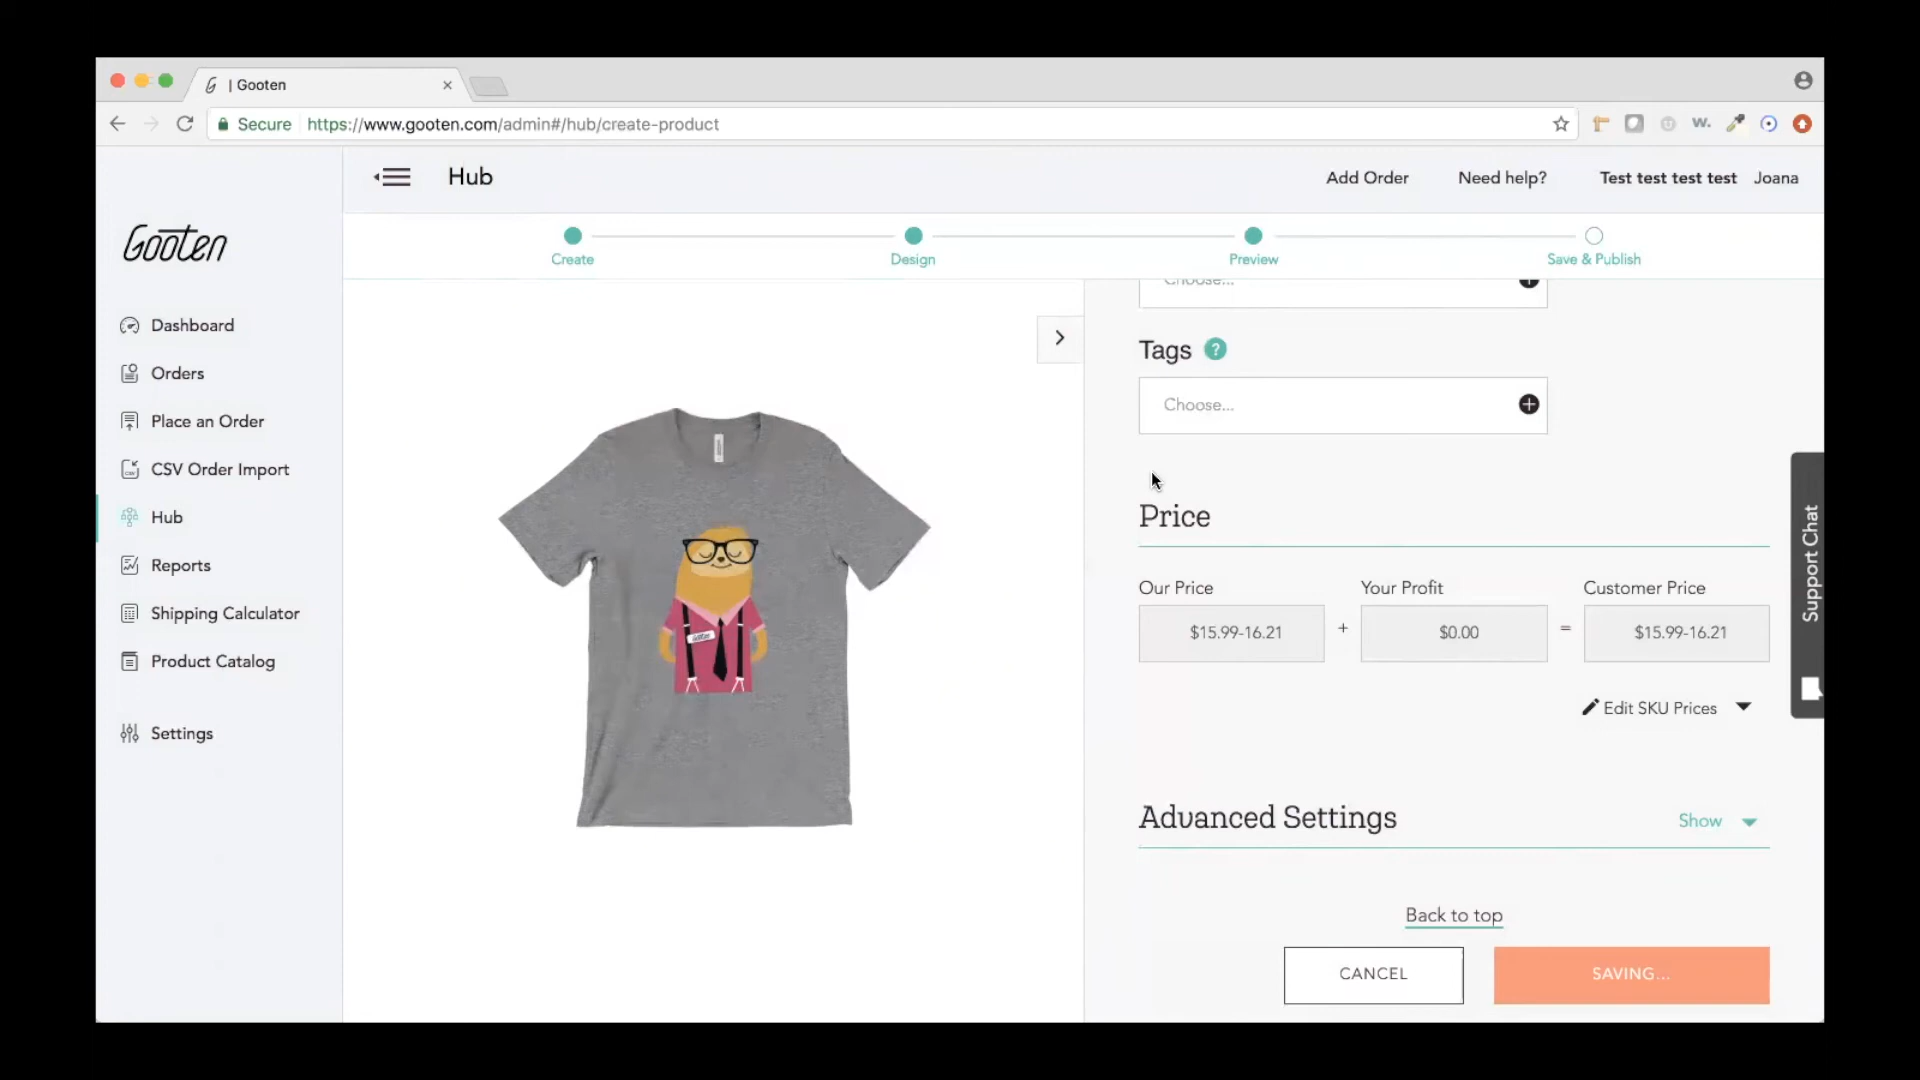 | Gooten
Secure https://www.gooten.com/admin#/hub/create-product
Hub
Add Order
Need help?
Test test test test Joana
Gooten
Create
Design
Preview
Save & Publish
Dashboard
Orders
Place an Order
CSV Order Import
Hub
Reports
Shipping Calculator
Product Catalog
Settings
Choose...
Tags ?
Choose...
Price
Our Price
Your Profit
Customer Price
$15.99-16.21 + $0.00 = $15.99-16.21
Edit SKU Prices
Advanced Settings
Show
Back to top
CANCEL
SAVING...
Support Chat
Gooten